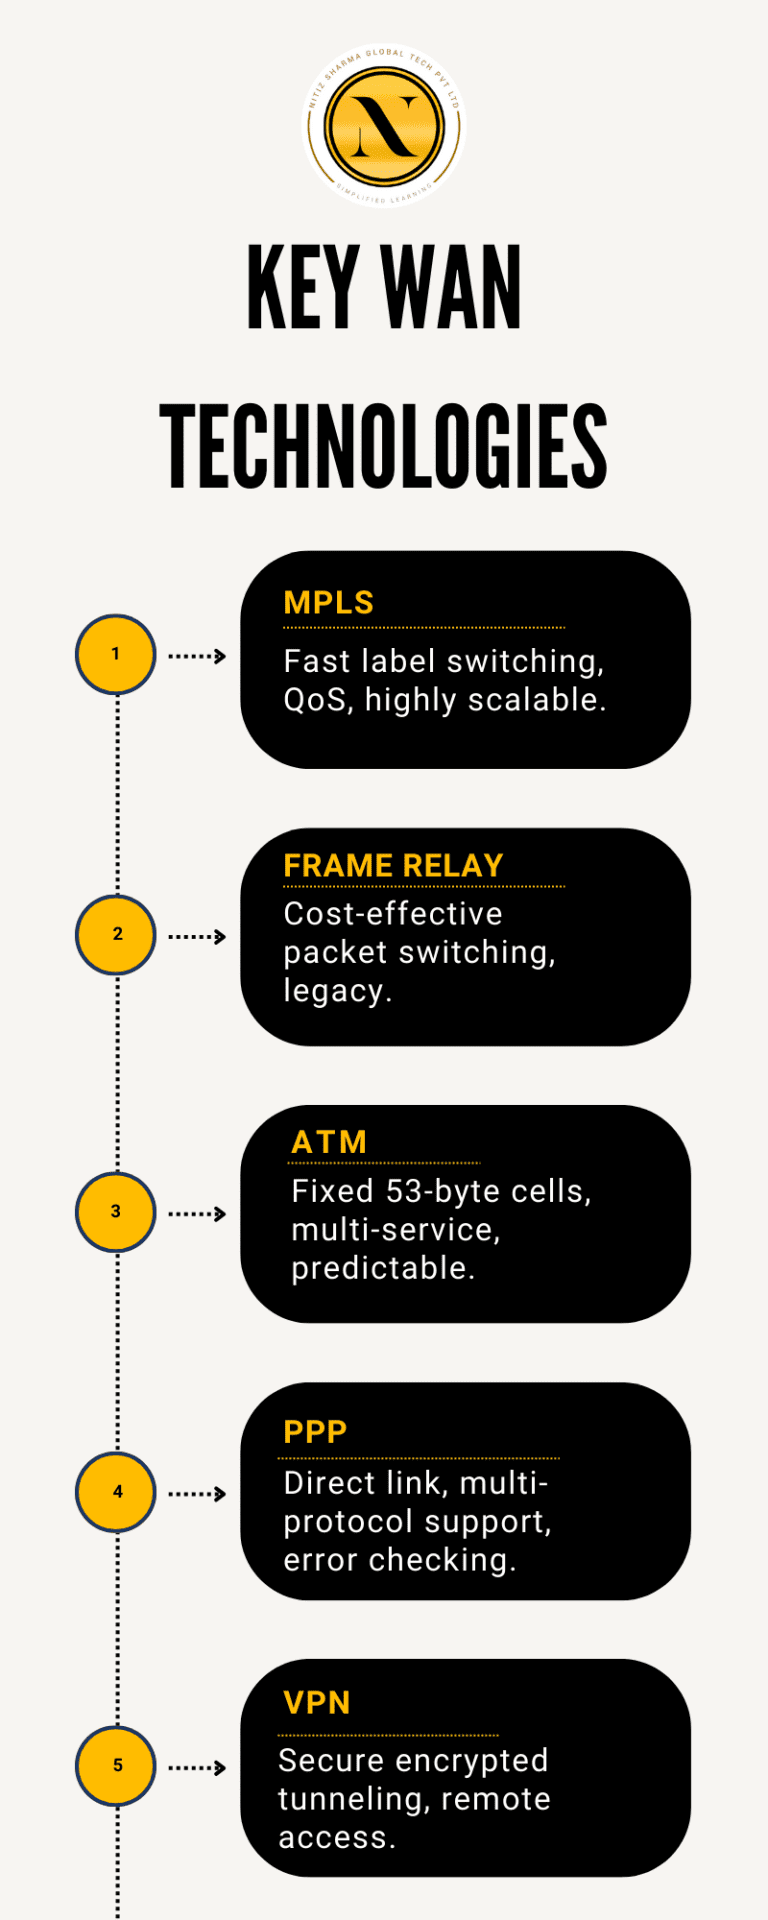 NITIZ SHARMA GLOBAL TECH PVT LTD
N
SIMPLIFIED LEARNING
KEY WAN
TECHNOLOGIES
1
MPLS
Fast label switching,
QoS, highly scalable.
2
FRAME RELAY
Cost-effective
packet switching,
legacy.
3
ATM
Fixed 53-byte cells,
multi-service,
predictable.
4
PPP
Direct link, multi-
protocol support,
error checking.
5
VPN
Secure encrypted
tunneling, remote
access.